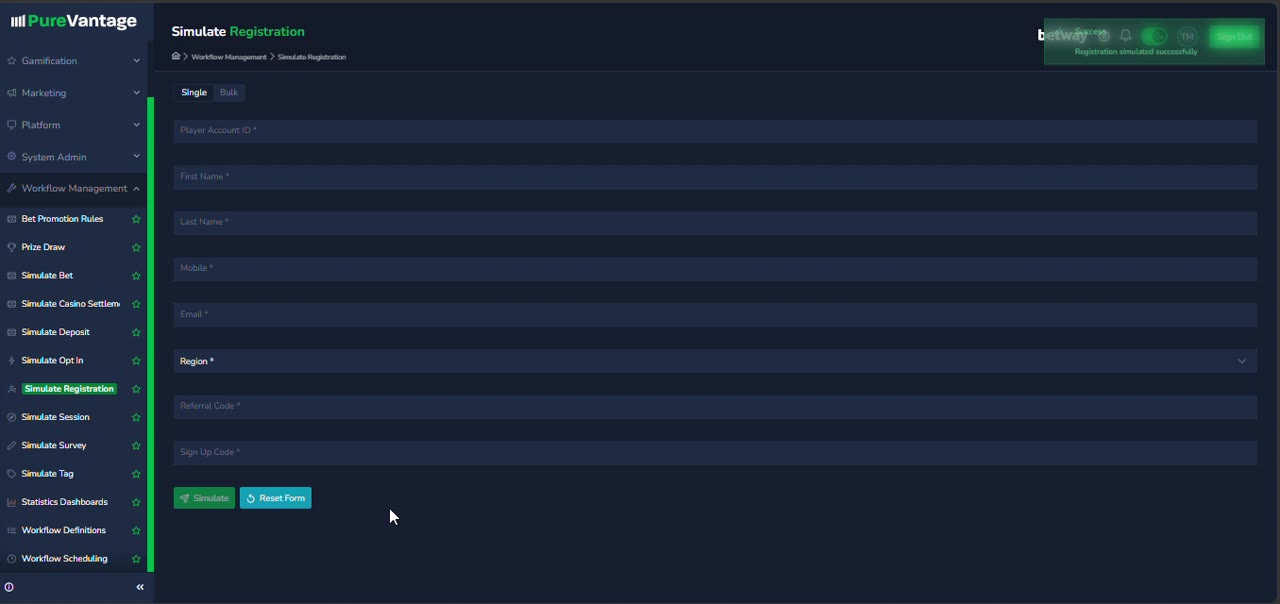 PureVantage
Gamification
Marketing
Platform
System Admin
Workflow Management
Bet Promotion Rules
Prize Draw
Simulate Bet
Simulate Casino Settlem
Simulate Deposit
Simulate Opt In
Simulate Registration
Simulate Session
Simulate Survey
Simulate Tag
Statistics Dashboards
Workflow Definitions
Workflow Scheduling
Simulate Registration
Workflow Management > Simulate Registration
betway
Success
TM
Sign Out
Registration simulated successfully
Single Bulk
Player Account ID *
First Name *
Last Name *
Mobile *
Email *
Region *
Referral Code *
Sign Up Code *
Simulate Reset Form